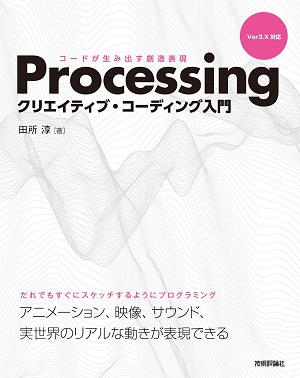 コードが生み出す創造表現
Ver3.X 対応
Processing
クリエイティブ・コーディング入門
田所 淳 [著]
だれでもすぐにスケッチするようにプログラミング
アニメーション、映像、サウンド、
実世界のリアルな動きが表現できる
技術評論社